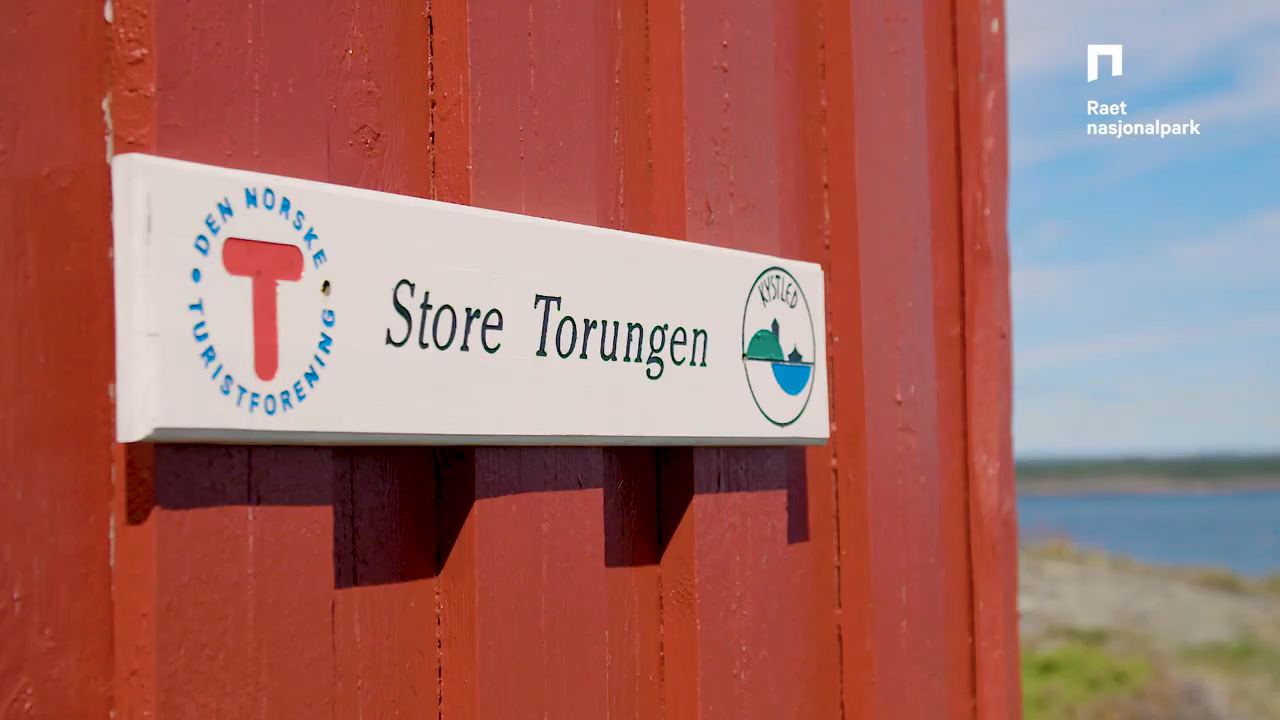 DEN NORSKE
TURISTFORENING
T
Store Torungen
KYSTLED
Raet
nasjonalpark